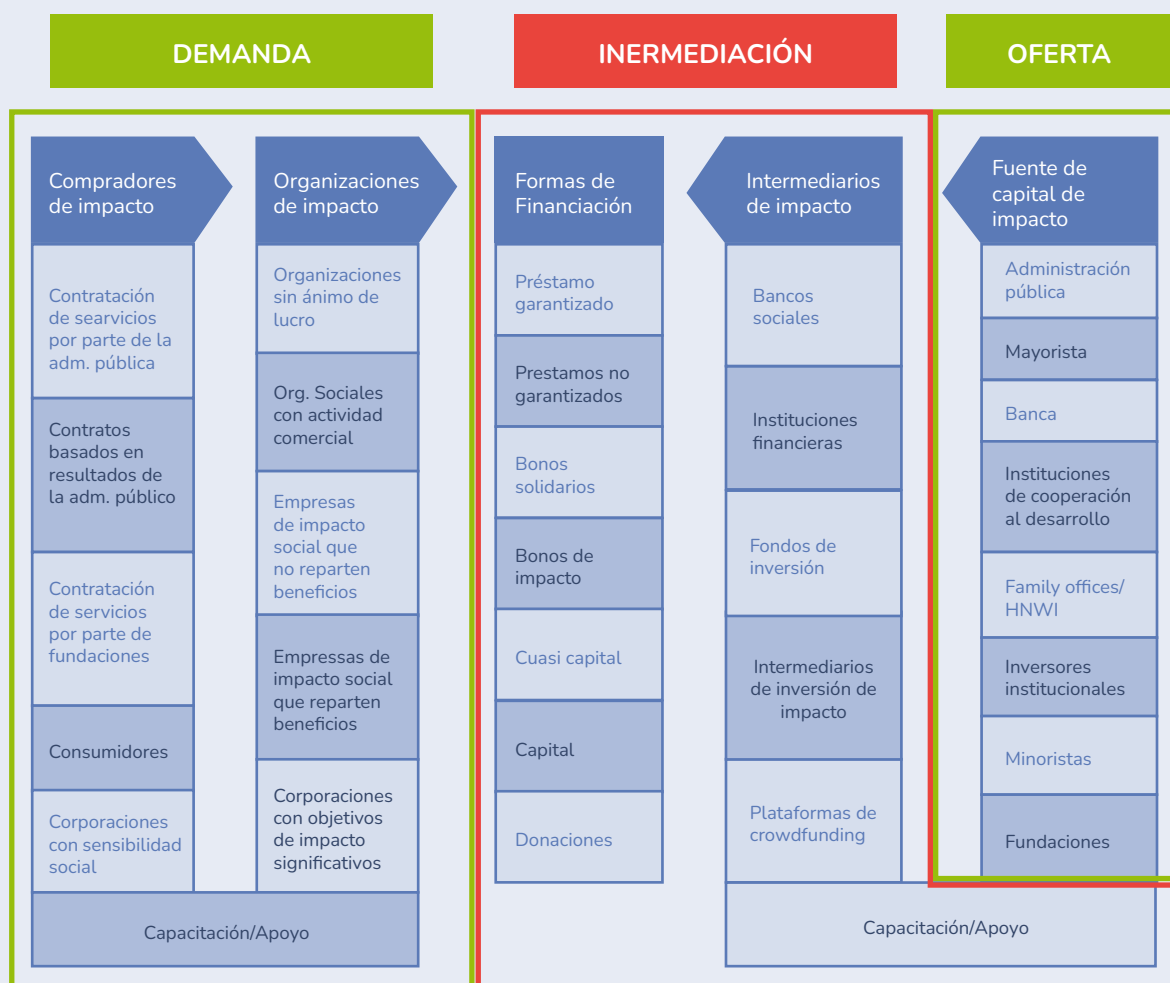 DEMANDA
INERMEDIACIÓN
OFERTA
Compradores
de impacto
Contratación
de searvicios
por parte de la
adm. pública
Contratos
basados en
resultados de
la adm. público
Contratación
de servicios
por parte de
fundaciones
Consumidores
Corporaciones
con sensibilidad
social
Organizaciones
de impacto
Organizaciones
sin ánimo de
lucro
Org. Sociales
con actividad
comercial
Empresas
de impacto
social que
no reparten
beneficios
Empressas de
impacto social
que reparten
beneficios
Corporaciones
con objetivos
de impacto
significativos
Capacitación/Apoyo
Formas de
Financiación
Préstamo
garantizado
Prestamos no
garantizados
Bonos
solidarios
Bonos de
impacto
Cuasi capital
Capital
Donaciones
Intermediarios
de impacto
Bancos
sociales
Instituciones
financieras
Fondos de
inversión
Intermediarios
de inversión de
impacto
Plataformas de
crowdfunding
Fuente de
capital de
impacto
Administración
pública
Mayorista
Banca
Instituciones
de cooperación
al desarrollo
Family offices/
HNWI
Inversores
institucionales
Minoristas
Fundaciones
Capacitación/Apoyo